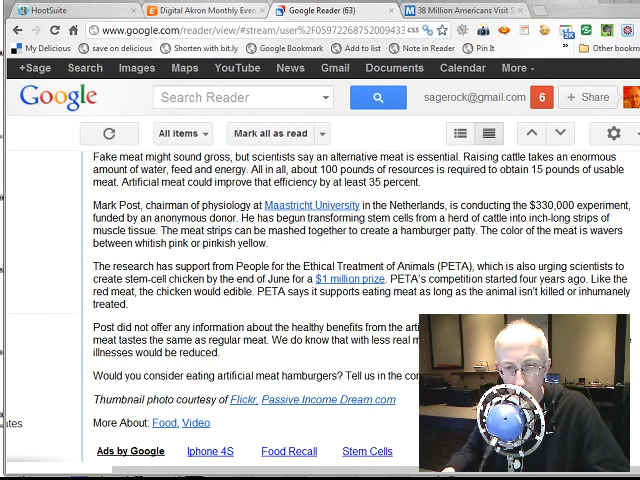 HootSuite
Digital Akron Monthly Even
Google Reader (63)
38 Million Americans Visit S
www.google.com/reader/view/#stream/user%2F05972268752009433
My Delicious
save on delicious
Shorten with bit.ly
Google Bookmark
Add to list
Note in Reader
Pin It
Other bookm
+Sage
Search
Images
Maps
YouTube
News
Gmail
Documents
Calendar
More
Google
Search Reader
sagerock@gmail.com
6
+ Share
All items
Mark all as read
Fake meat might sound gross, but scientists say an alternative meat is essential. Raising cattle takes an enormous
amount of water, feed and energy. All in all, about 100 pounds of resources is required to obtain 15 pounds of usable
meat. Artificial meat could improve that efficiency by at least 35 percent.
Mark Post, chairman of physiology at Maastricht University in the Netherlands, is conducting the $330,000 experiment,
funded by an anonymous donor. He has begun transforming stem cells from a herd of cattle into inch-long strips of
muscle tissue. The meat strips can be mashed together to create a hamburger patty. The color of the meat is wavers
between whitish pink or pinkish yellow.
The research has support from People for the Ethical Treatment of Animals (PETA), which is also urging scientists to
create stem-cell chicken by the end of June for a $1 million prize. PETA's competition started four years ago. Like the
red meat, the chicken would edible. PETA says it supports eating meat as long as the animal isn't killed or inhumanely
treated.
Post did not offer any information about the healthy benefits from the arti
meat tastes the same as regular meat. We do know that with less real m
illnesses would be reduced.
Would you consider eating artificial meat hamburgers? Tell us in the con
Thumbnail photo courtesy of Flickr, Passive Income Dream.com
More About: Food, Video
ates
Ads by Google
Iphone 4S
Food Recall
Stem Cells